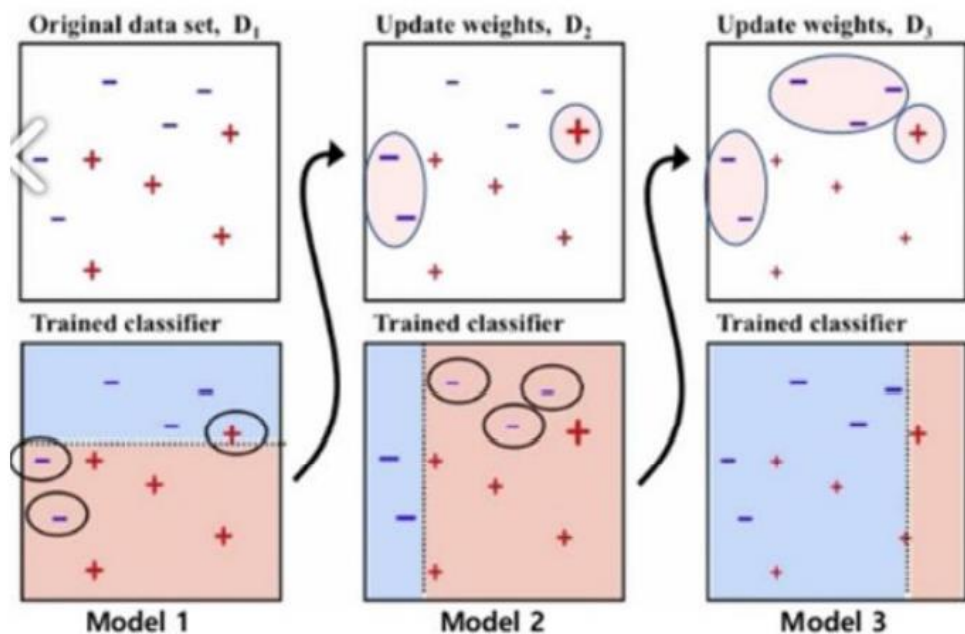 Original data set, D₁
Update weights, D₂
Update weights, D₃
Trained classifier
Trained classifier
Trained classifier
Model 1
Model 2
Model 3